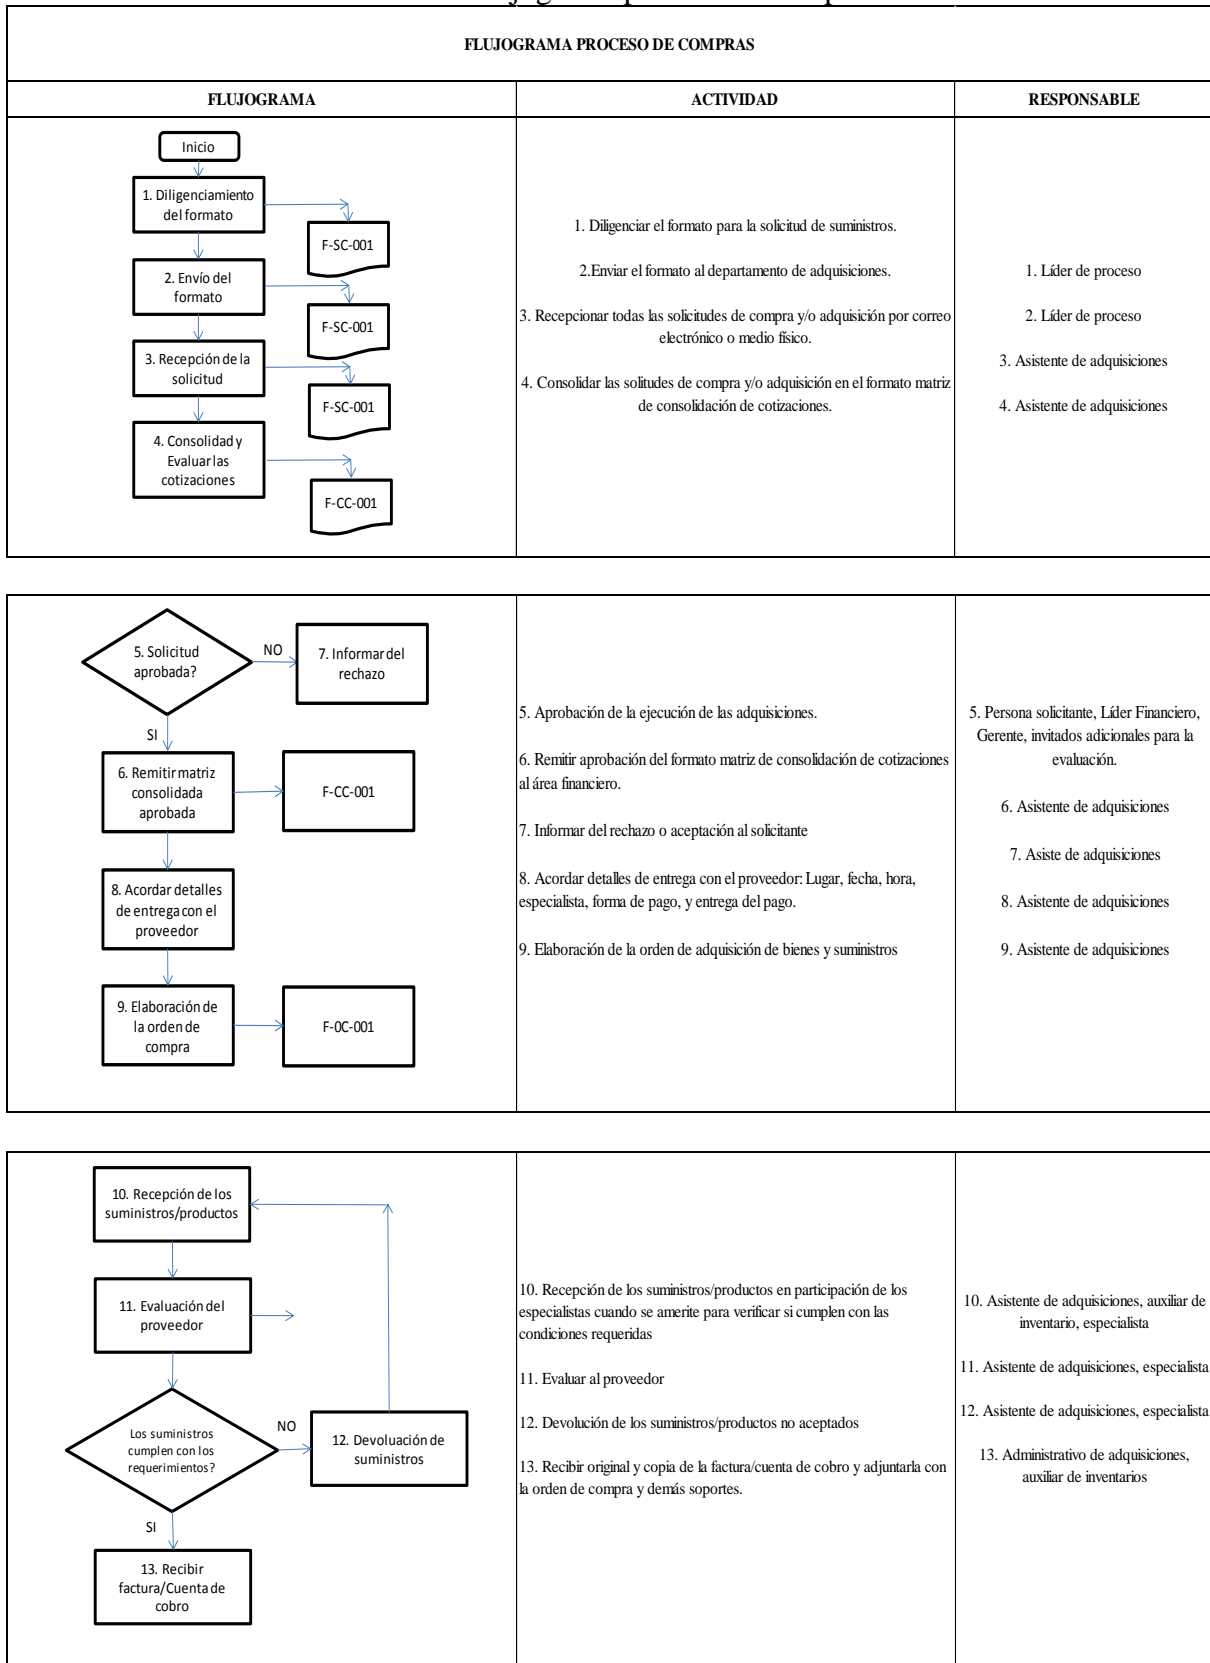 FLUJOGRAMA PROCESO DE COMPRAS
FLUJOGRAMA
ACTIVIDAD
RESPONSABLE
Inicio
1. Diligenciamiento
del formato
F-SC-001
2. Envío del
formato
F-SC-001
3. Recepción de la
solicitud
F-SC-001
4. Consolidad y
Evaluar las
cotizaciones
F-CC-001
1. Diligenciar el formato para la solicitud de suministros.
2.Enviar el formato al departamento de adquisiciones.
3. Recepcionar todas las solicitudes de compra y/o adquisición por correo
electrónico o medio físico.
4. Consolidar las solitudes de compra y/o adquisición en el formato matriz
de consolidación de cotizaciones.
1. Líder de proceso
2. Líder de proceso
3. Asistente de adquisiciones
4. Asistente de adquisiciones
5. Solicitud
aprobada?
NO
7. Informar del
rechazo
SI
6. Remitir matriz
consolidada
aprobada
F-CC-001
8. Acordar detalles
de entrega con el
proveedor
9. Elaboración de
la orden de
compra
F-0C-001
5. Aprobación de la ejecución de las adquisiciones.
6. Remitir aprobación del formato matriz de consolidación de cotizaciones
al área financiero.
7. Informar del rechazo o aceptación al solicitante
8. Acordar detalles de entrega con el proveedor: Lugar, fecha, hora,
especialista, forma de pago, y entrega del pago.
9. Elaboración de la orden de adquisición de bienes y suministros
5. Persona solicitante, Líder Financiero,
Gerente, invitados adicionales para la
evaluación.
6. Asistente de adquisiciones
7. Asiste de adquisiciones
8. Asistente de adquisiciones
9. Asistente de adquisiciones
10. Recepción de los
suministros/productos
11. Evaluación del
proveedor
Los suministros
cumplen con los
requerimientos?
NO
12. Devoluación de
suministros
SI
13. Recibir
factura/Cuenta de
cobro
10. Recepción de los suministros/productos en participación de los
especialistas cuando se amerite para verificar si cumplen con las
condiciones requeridas
11. Evaluar al proveedor
12. Devolución de los suministros/productos no aceptados
13. Recibir original y copia de la factura/cuenta de cobro y adjuntarla con
la orden de compra y demás soportes.
10. Asistente de adquisiciones, auxiliar de
inventario, especialista
11. Asistente de adquisiciones, especialista
12. Asistente de adquisiciones, especialista
13. Administrativo de adquisiciones,
auxiliar de inventarios